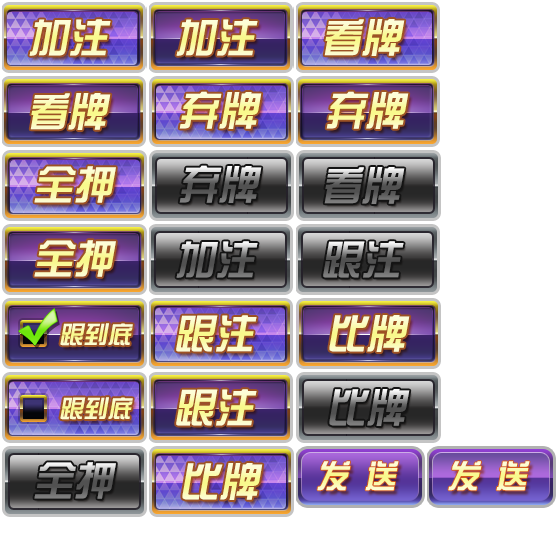 加注 加注 看牌
看牌 弃牌 弃牌
全押 弃牌 看牌
全押 加注 跟注
跟到底 跟注 比牌
跟到底 跟注 比牌
全押 比牌 发送 发送